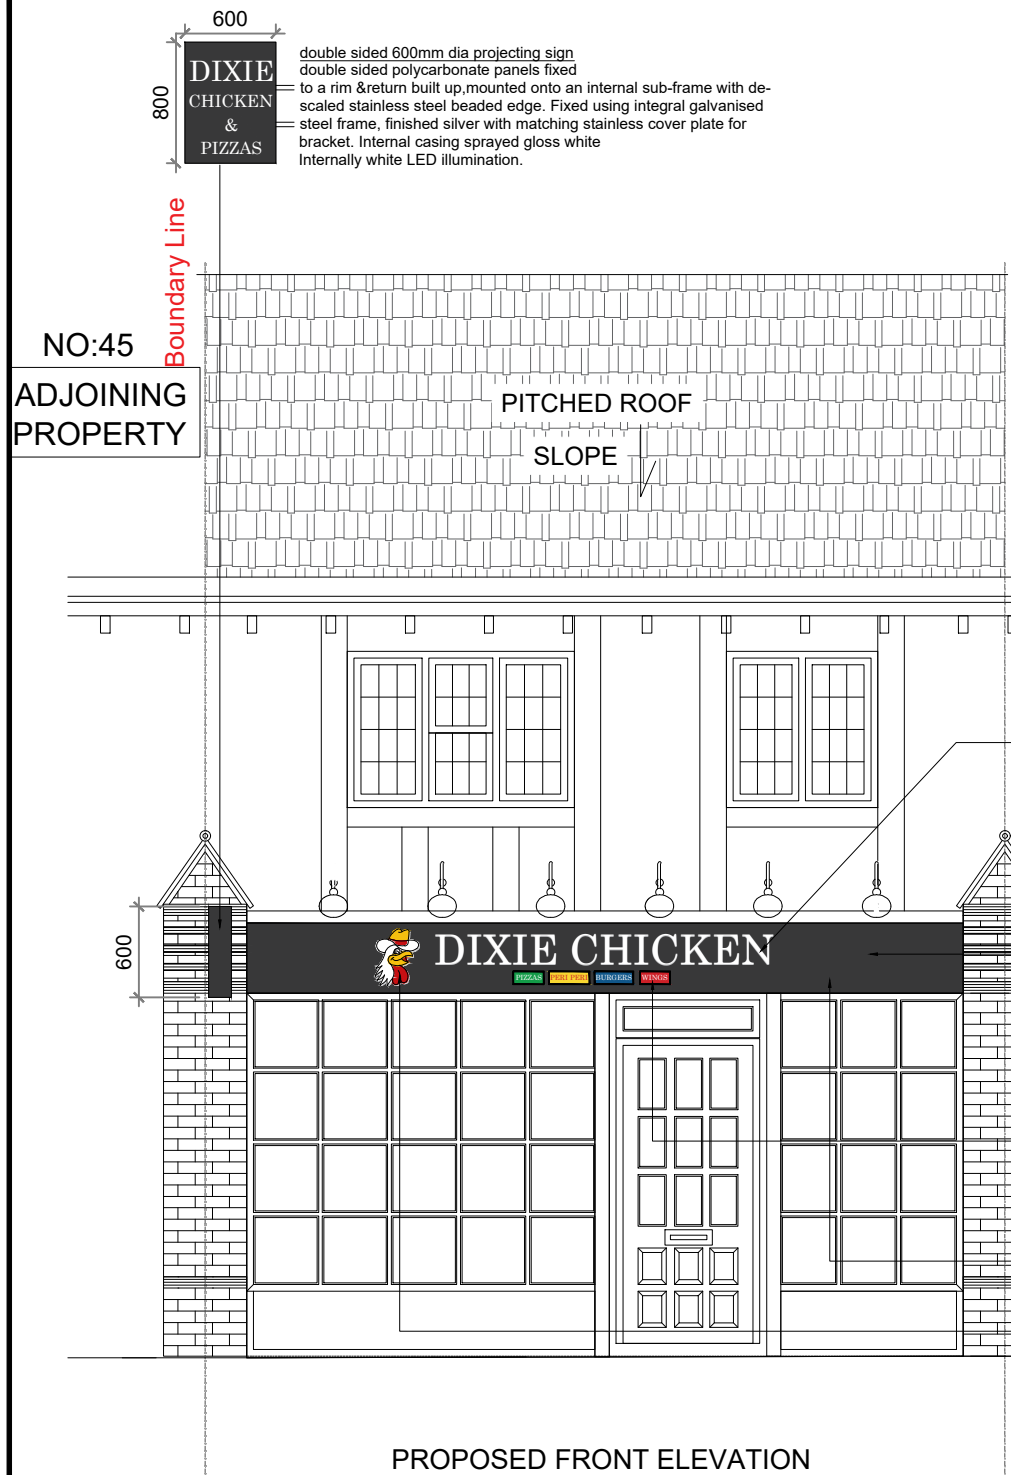 600
800
DIXIE
CHICKEN
&
PIZZAS
double sided 600mm dia projecting sign
double sided polycarbonate panels fixed
to a rim &return built up,mounted onto an internal sub-frame with de-
scaled stainless steel beaded edge. Fixed using integral galvanised
steel frame, finished silver with matching stainless cover plate for
bracket. Internal casing sprayed gloss white
Internally white LED illumination.
Boundary Line
NO:45
ADJOINING
PROPERTY
PITCHED ROOF
SLOPE
600
DIXIE CHICKEN
PIZZAS PERI PERI BURGERS WINGS
PROPOSED FRONT ELEVATION